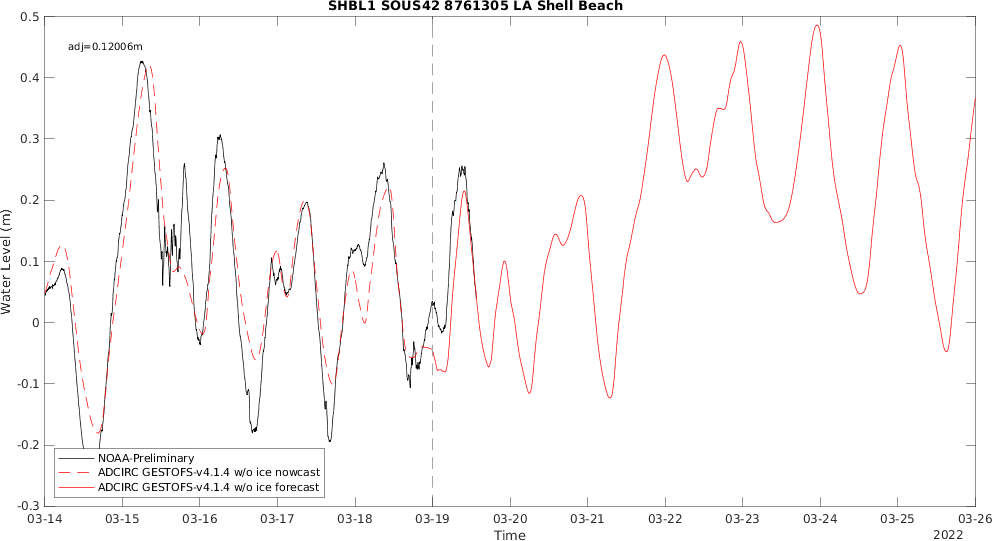 SHBL1 SOUS42 8761305 LA Shell Beach
adj=0.12006m
Water Level (m)
0.5
0.4
0.3
0.2
0.1
0
-0.1
-0.2
-0.3
NOAA-Preliminary
ADCIRC GESTOFS-v4.1.4 w/o ice nowcast
ADCIRC GESTOFS-v4.1.4 w/o ice forecast
03-14 03-15 03-16 03-17 03-18 03-19 03-20 03-21 03-22 03-23 03-24 03-25 03-26
Time
2022